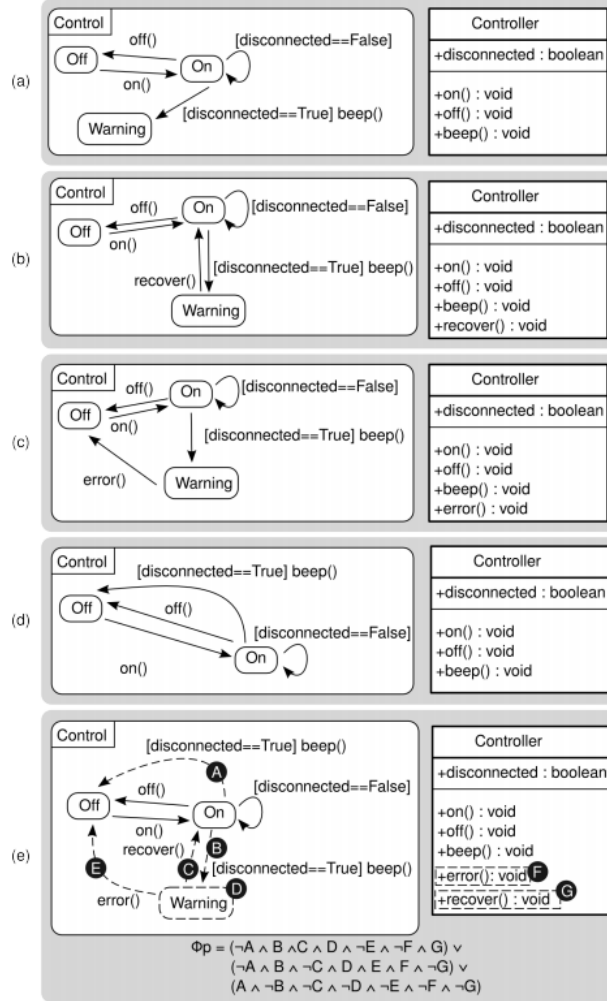 Control
off()
[disconnected==False]
Off
On
on()
[disconnected==True] beep()
Warning
Controller
+disconnected : boolean
+on() : void
+off() : void
+beep() : void
(a)
Control
off()
On
[disconnected==False]
Off
on()
[disconnected==True] beep()
recover()
Warning
Controller
+disconnected : boolean
+on() : void
+off() : void
+beep() : void
+recover() : void
(b)
Control
off()
On
[disconnected==False]
Off
on()
[disconnected==True] beep()
error()
Warning
Controller
+disconnected : boolean
+on() : void
+off() : void
+beep() : void
+error() : void
(c)
Control
[disconnected==True] beep()
Off
off()
[disconnected==False]
On
on()
Controller
+disconnected : boolean
+on() : void
+off() : void
+beep() : void
(d)
Control
[disconnected==True] beep()
A
off()
[disconnected==False]
Off
On
on()
recover()
B
E
C
[disconnected==True] beep()
D
error()
Warning
Controller
+disconnected : boolean
+on() : void
+off() : void
+beep() : void
+error(): void
F
+recover() : void
G
(e)
Φp = (¬A ∧ B ∧C ∧ D ∧ ¬E ∧ ¬F ∧ G) ∨
(¬A ∧ B ∧ ¬C ∧ D ∧ E ∧ F ∧ ¬G) ∨
(A ∧ ¬B ∧ ¬C ∧ ¬D ∧ ¬E ∧ ¬F ∧ ¬G)